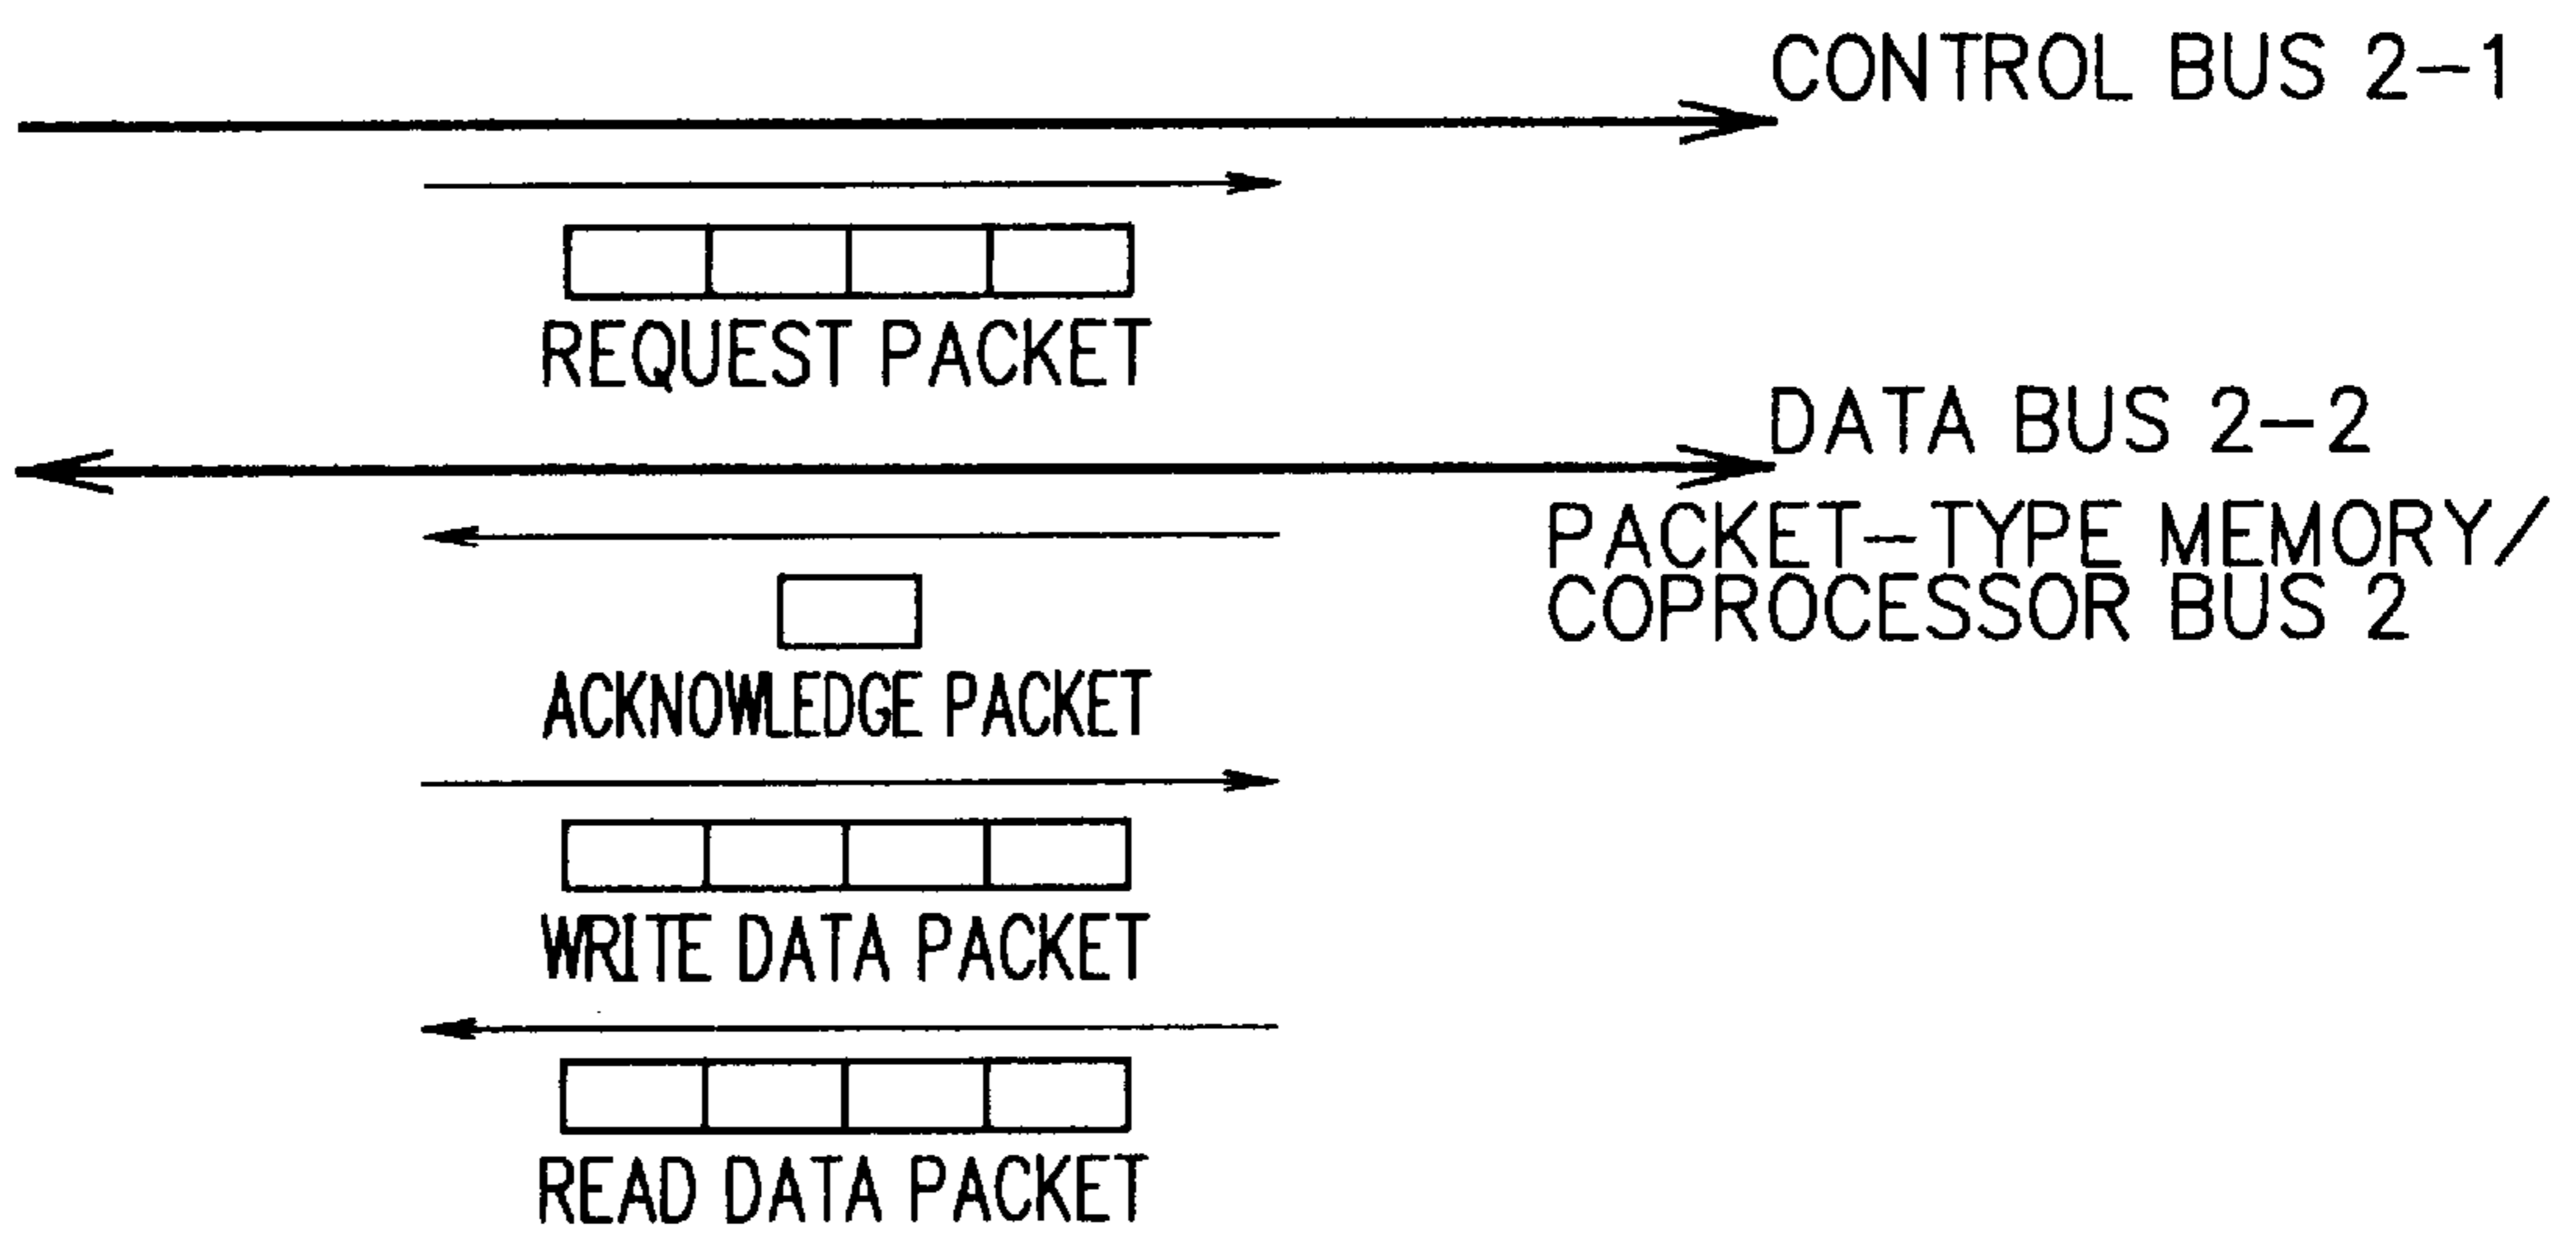 CONTROL BUS 2-1
REQUEST PACKET
DATA BUS 2-2
PACKET-TYPE MEMORY/
COPROCESSOR BUS 2
ACKNOWLEDGE PACKET
WRITE DATA PACKET
READ DATA PACKET